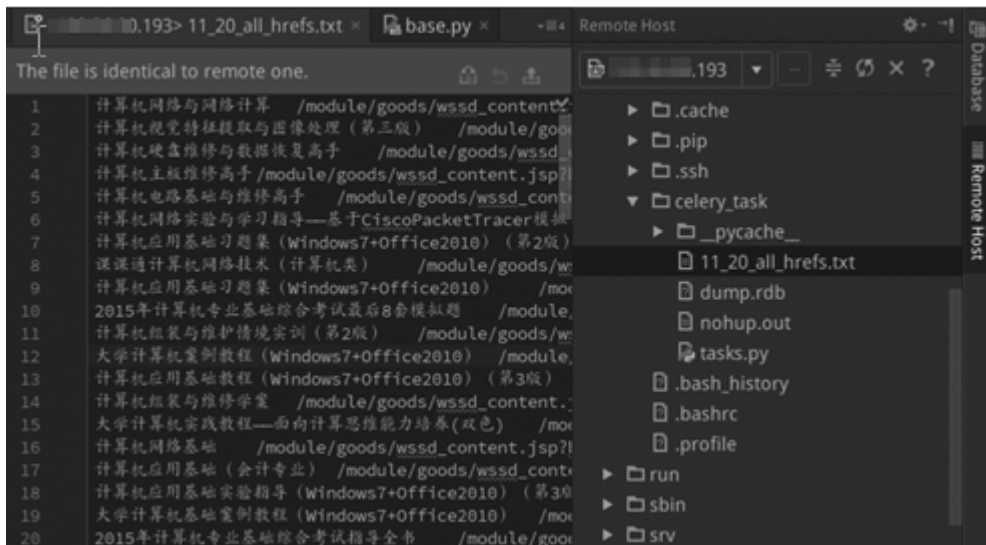 0.193> 11_20_all_hrefs.txt ×
base.py ×
4
The file is identical to remote one.
1 计算机网络与网络计算 /module/goods/wssd_content
2 计算机视觉特征提取与图像处理（第三版） /module/goo
3 计算机硬盘维修与数据恢复高手 /module/goods/wssd_
4 计算机主板维修高手 /module/goods/wssd_content.jsp?
5 计算机电路基础与维修高手 /module/goods/wssd_cont
6 计算机网络实验与学习指导——基于CiscoPacketTracer模拟
7 计算机应用基础习题集（Windows7+Office2010）（第2版）
8 课课通计算机网络技术（计算机类） /module/goods/ws
9 计算机应用基础习题集（Windows7+Office2010） /mod
10 2015年计算机专业基础综合考试最后8套模拟题 /module
11 计算机组装与维护情境实训（第2版） /module/goods/ws
12 大学计算机案例教程（Windows7+Office2010） /module
13 计算机应用基础教程（Windows7+Office2010）（第3版）
14 计算机组装与维修学案 /module/goods/wssd_content.
15 大学计算机实践教程——面向计算思维能力培养(双色) /mod
16 计算机网络基础 /module/goods/wssd_content.jsp?
17 计算机应用基础（会计专业） /module/goods/wssd_conte
18 计算机应用基础实验指导（Windows7+Office2010）（第3版
19 大学计算机基础案例教程（Windows7+Office2010） /mod
20 2015年计算机专业基础综合考试指导全书 /module/good
Remote Host
.193
...
?
.cache
.pip
.ssh
celery_task
__pycache__
11_20_all_hrefs.txt
dump.rdb
nohup.out
tasks.py
.bash_history
.bashrc
.profile
run
sbin
srv
Database
Remote Host